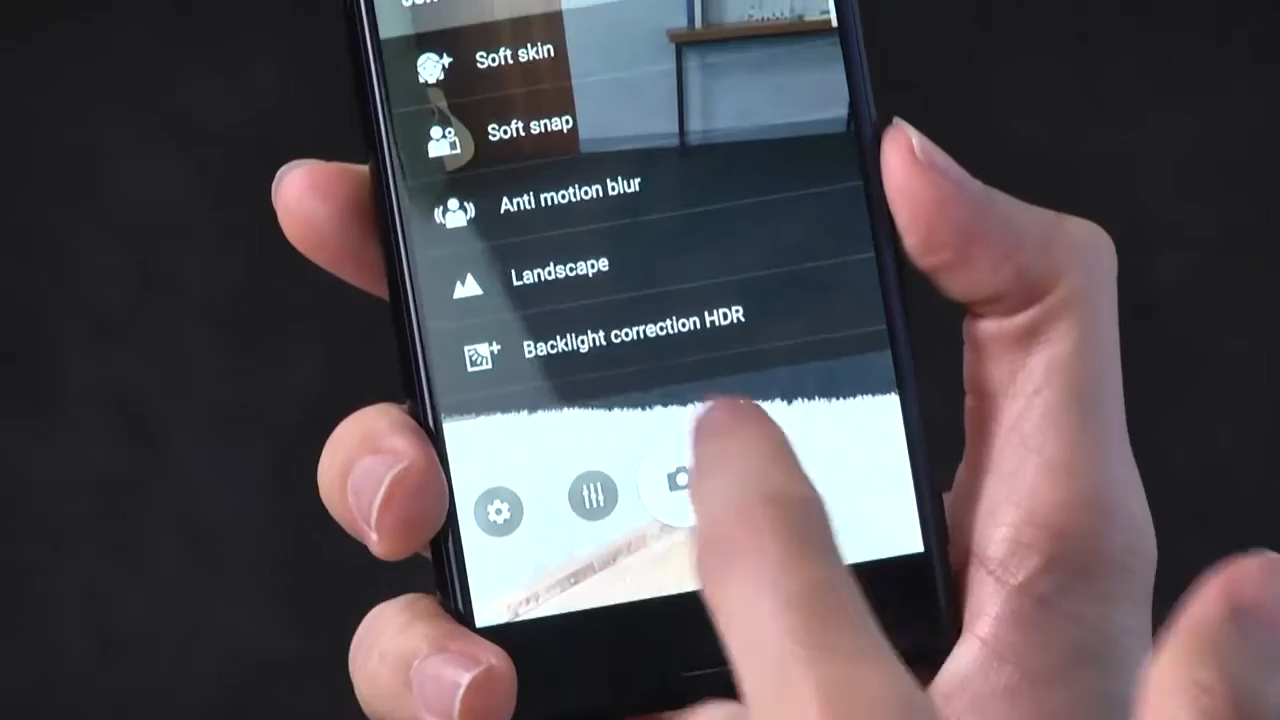 Soft skin
Soft snap
Anti motion blur
Landscape
Backlight correction HDR